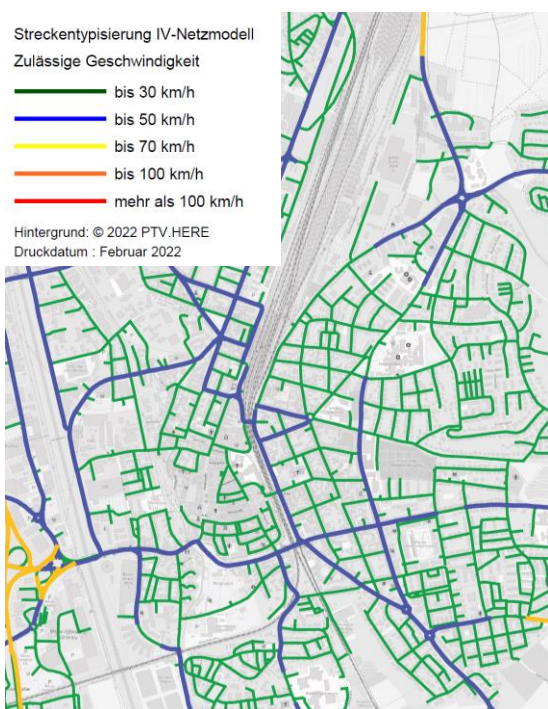 Streckentypisierung IV-Netzmodell
Zulässige Geschwindigkeit
bis 30 km/h
bis 50 km/h
bis 70 km/h
bis 100 km/h
mehr als 100 km/h
Hintergrund: © 2022 PTV.HERE
Druckdatum : Februar 2022